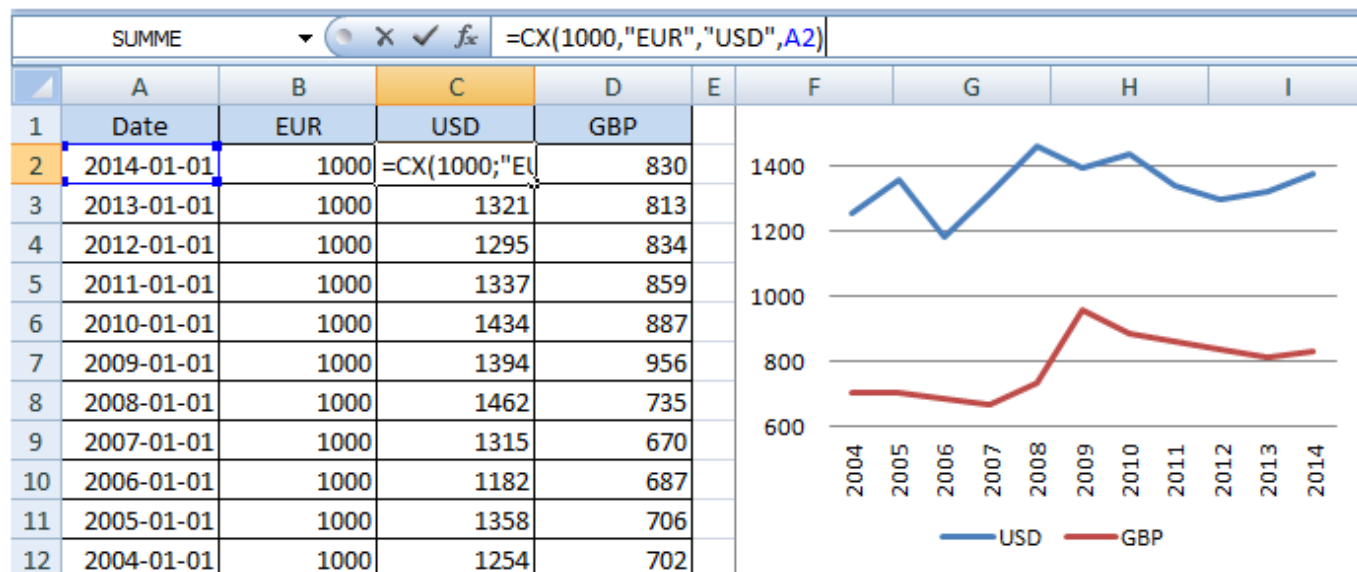 SUMME =CX(1000,"EUR","USD",A2)
A B C D E F G H I
1 Date EUR USD GBP
2 2014-01-01 1000 =CX(1000;"EU 830
3 2013-01-01 1000 1321 813
4 2012-01-01 1000 1295 834
5 2011-01-01 1000 1337 859
6 2010-01-01 1000 1434 887
7 2009-01-01 1000 1394 956
8 2008-01-01 1000 1462 735
9 2007-01-01 1000 1315 670
10 2006-01-01 1000 1182 687
11 2005-01-01 1000 1358 706
12 2004-01-01 1000 1254 702
1400
1200
1000
800
600
2004 2005 2006 2007 2008 2009 2010 2011 2012 2013 2014
USD GBP